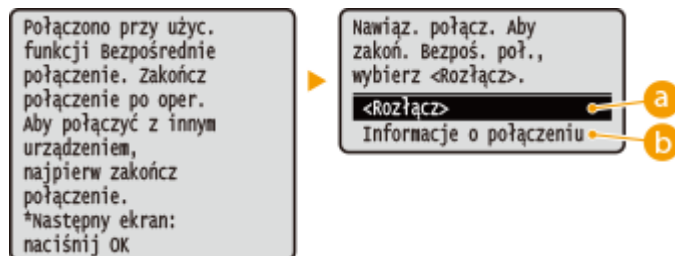 Połączono przy użyc.
funkcji Bezpośrednie
połączenie. Zakończ
połączenie po oper.
Aby połączyć z innym
urządzeniem,
najpierw zakończ
połączenie.
*Następny ekran:
naciśnij OK
Nawiąz. połącz. Aby
zakoń. Bezpoś. poł.,
wybierz <Rozłącz>.
<Rozłącz>
a
Informacje o połączeniu
b